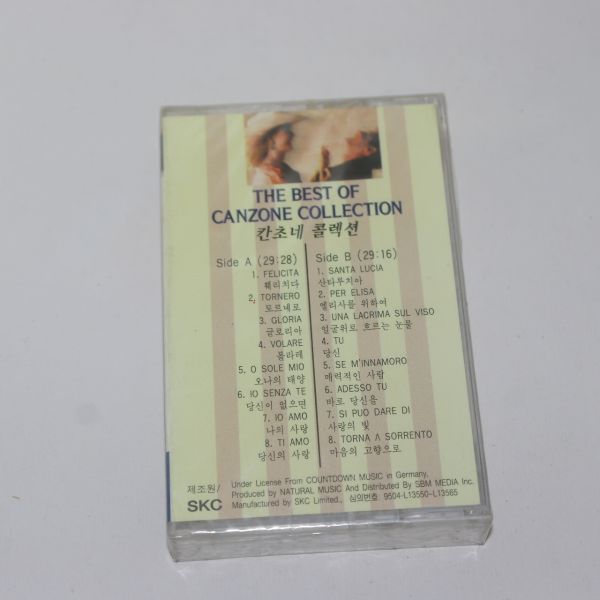 THE BEST OF
CANZONE COLLECTION
칸초네 콜렉션
Side A (29:28)
1. FELICITA
훼리치다
2. TORNERO
토르네로
3. GLORIA
글로리아
4. VOLARE
볼라레
5. O SOLE MIO
오 나의 태양
6. IO SENZA TE
당신이 없으면
7. IO AMO
나의 사랑
8. TI AMO
당신의 사랑
Side B (29:16)
1. SANTA LUCIA
산타루치아
2. PER ELISA
엘리사를 위하여
3. UNA LACRIMA SUL VISO
얼굴위로 흐르는 눈물
4. TU
당신
5. SE M'INNAMORO
매력적인 사람
6. ADESSO TU
바로 당신을
7. SI PUO DARE DI
사랑의 빛
8. TORNA A SORRENTO
마음의 고향으로
제조원/
SKC
Under License From COUNTDOWN MUSIC in Germany,
Produced by NATURAL MUSIC And Distributed By SBM MEDIA Inc.
Manufactured by SKC Limited., 심의번호: 9504-L13550~L13565